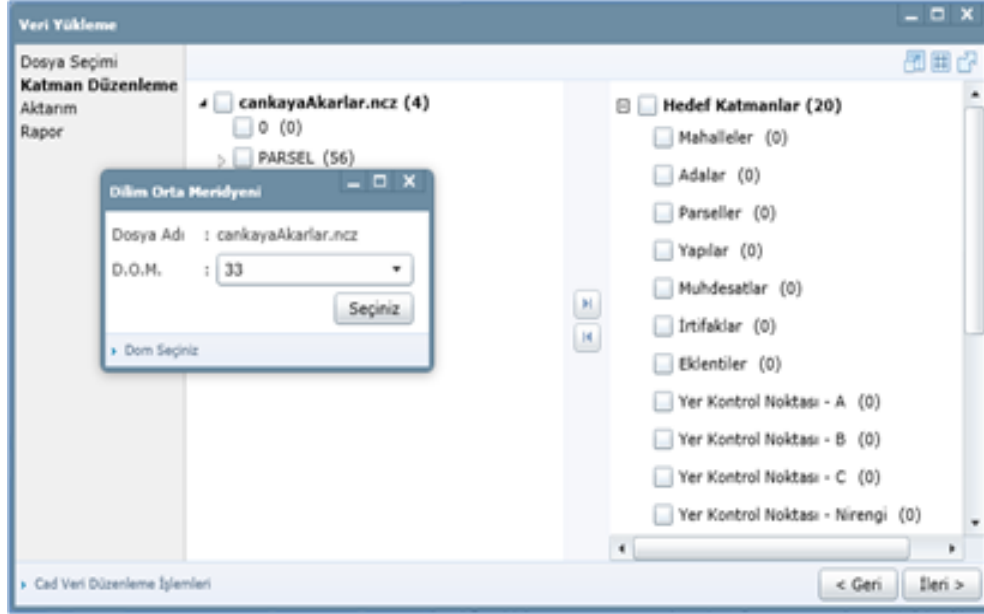 Veri Yükleme
Dosya Seçimi
Katman Düzenleme
Aktarım
Rapor
cankayaAkarlar.ncz (4)
0 (0)
PARSEL (56)
Dilim Orta Meridyeni
Dosya Adı : cankayaAkarlar.ncz
D.O.M. : 33
Seçiniz
Dom Seçiniz
Hedef Katmanlar (20)
Mahalleler (0)
Adalar (0)
Parseller (0)
Yapılar (0)
Muhdesatlar (0)
İrtifaklar (0)
Eklentiler (0)
Yer Kontrol Noktası - A (0)
Yer Kontrol Noktası - B (0)
Yer Kontrol Noktası - C (0)
Yer Kontrol Noktası - Nirengi (0)
Cad Veri Düzenleme İşlemleri
< Geri
İleri >